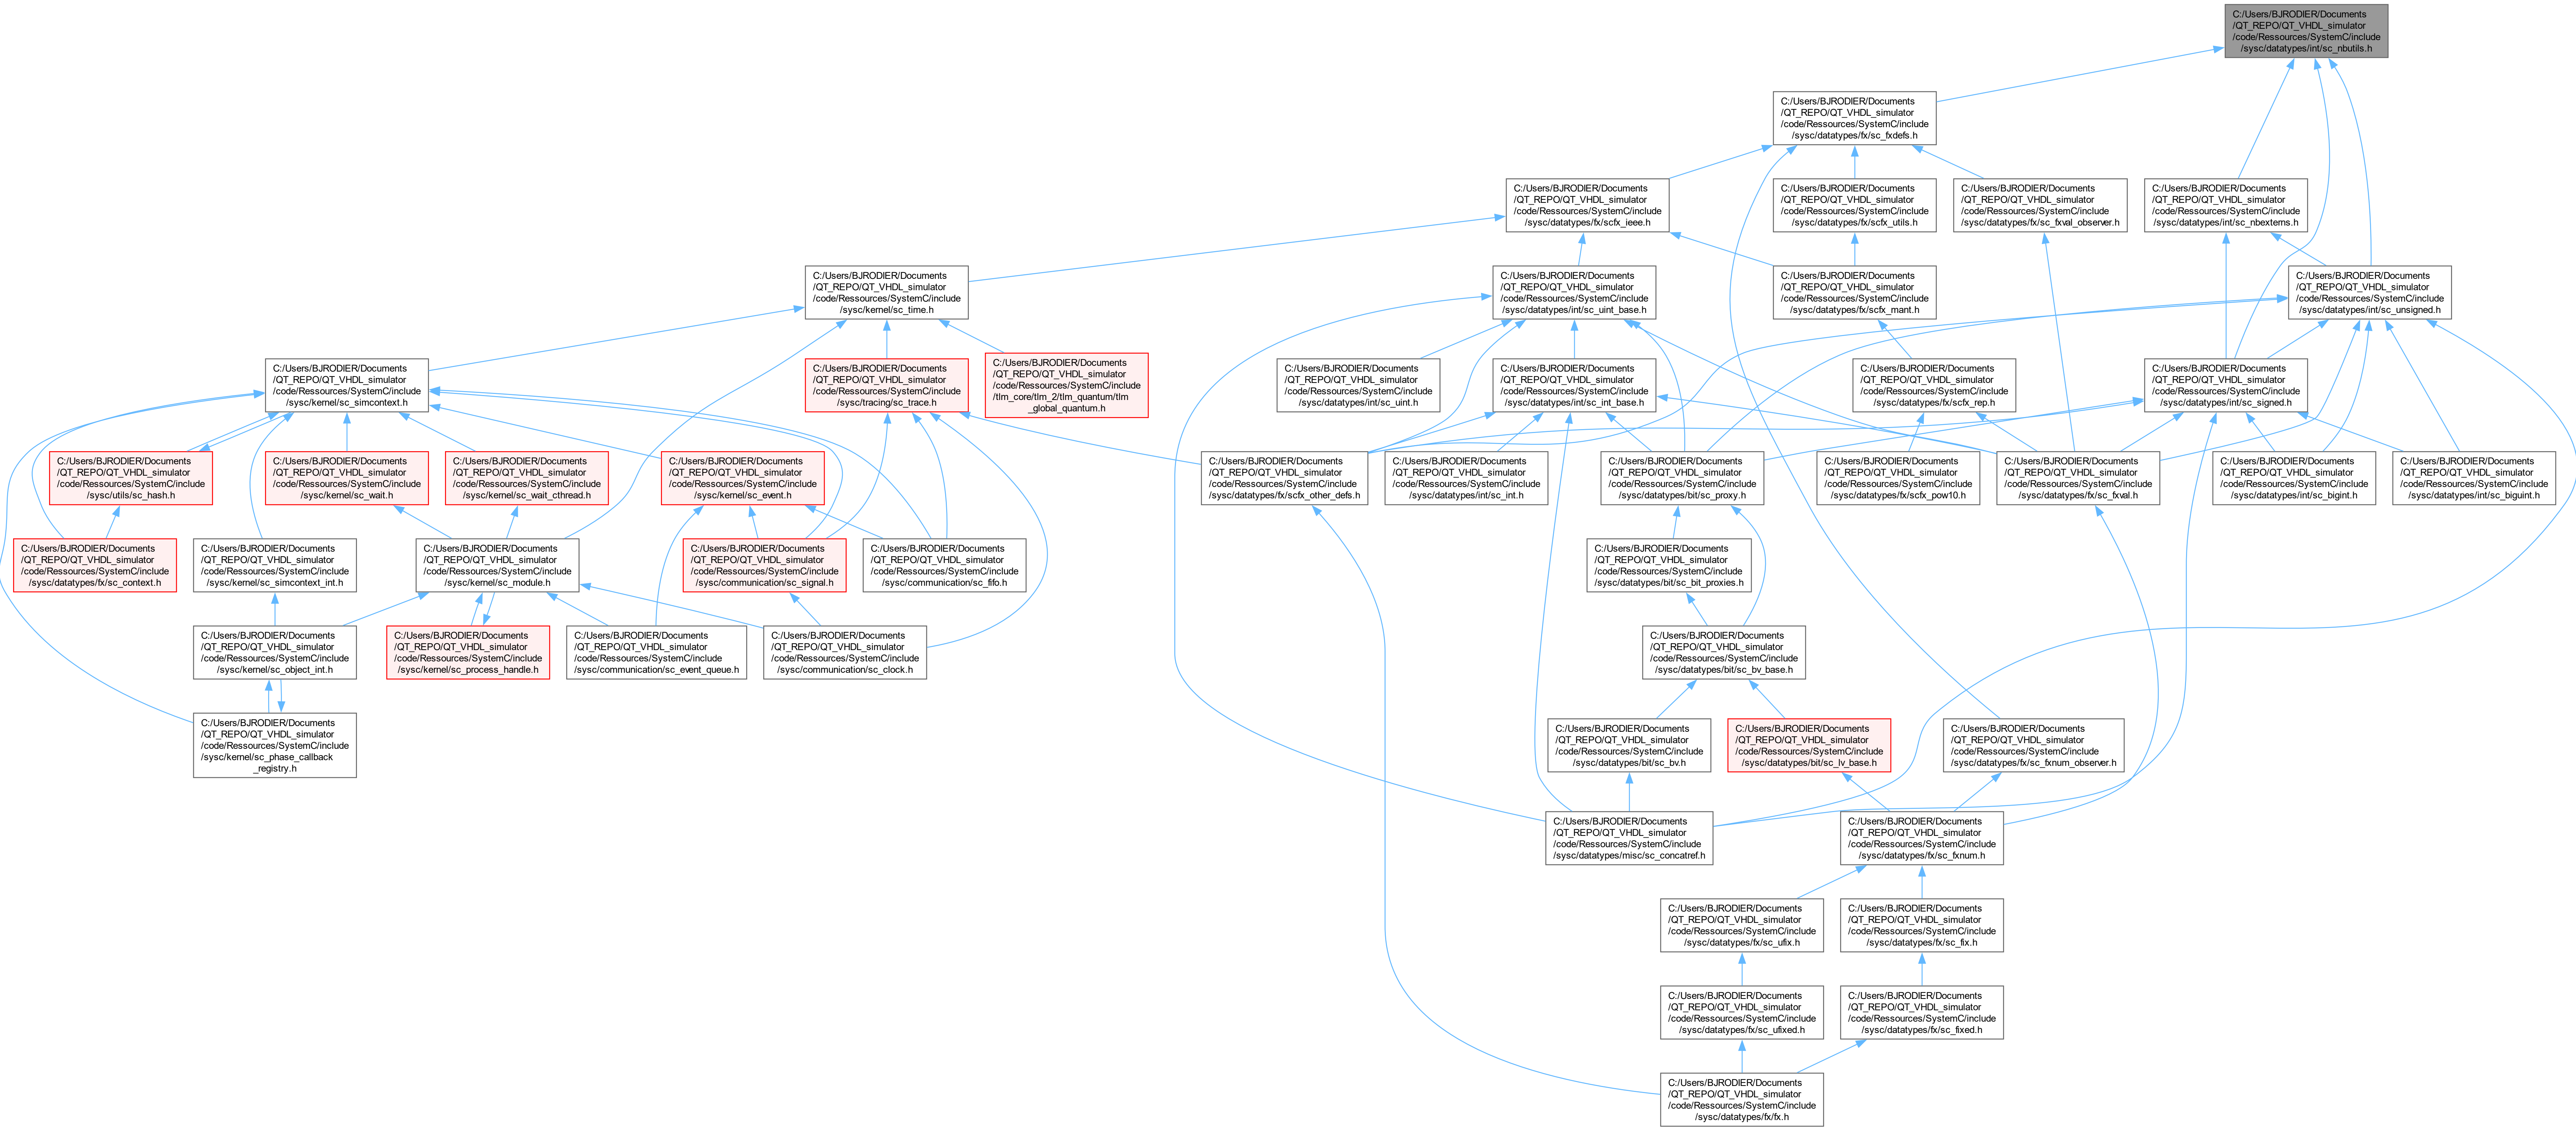 C:/Users/BJRODIER/Documents
/QT_REPO/QT_VHDL_simulator
/code/Ressources/SystemC/include
/sysc/datatypes/int/sc_nbutils.h
C:/Users/BJRODIER/Documents
/QT_REPO/QT_VHDL_simulator
/code/Ressources/SystemC/include
/sysc/datatypes/fx/sc_fxdefs.h
C:/Users/BJRODIER/Documents
/QT_REPO/QT_VHDL_simulator
/code/Ressources/SystemC/include
/sysc/datatypes/fx/scfx_ieee.h
C:/Users/BJRODIER/Documents
/QT_REPO/QT_VHDL_simulator
/code/Ressources/SystemC/include
/sysc/datatypes/fx/scfx_utils.h
C:/Users/BJRODIER/Documents
/QT_REPO/QT_VHDL_simulator
/code/Ressources/SystemC/include
/sysc/datatypes/fx/sc_fxval_observer.h
C:/Users/BJRODIER/Documents
/QT_REPO/QT_VHDL_simulator
/code/Ressources/SystemC/include
/sysc/datatypes/int/sc_nbexterns.h
C:/Users/BJRODIER/Documents
/QT_REPO/QT_VHDL_simulator
/code/Ressources/SystemC/include
/sysc/kernel/sc_time.h
C:/Users/BJRODIER/Documents
/QT_REPO/QT_VHDL_simulator
/code/Ressources/SystemC/include
/sysc/datatypes/int/sc_uint_base.h
C:/Users/BJRODIER/Documents
/QT_REPO/QT_VHDL_simulator
/code/Ressources/SystemC/include
/sysc/datatypes/fx/scfx_mant.h
C:/Users/BJRODIER/Documents
/QT_REPO/QT_VHDL_simulator
/code/Ressources/SystemC/include
/sysc/datatypes/int/sc_unsigned.h
C:/Users/BJRODIER/Documents
/QT_REPO/QT_VHDL_simulator
/code/Ressources/SystemC/include
/sysc/kernel/sc_simcontext.h
C:/Users/BJRODIER/Documents
/QT_REPO/QT_VHDL_simulator
/code/Ressources/SystemC/include
/sysc/tracing/sc_trace.h
C:/Users/BJRODIER/Documents
/QT_REPO/QT_VHDL_simulator
/code/Ressources/SystemC/include
/tlm_core/tlm_2/tlm_quantum/tlm
_global_quantum.h
C:/Users/BJRODIER/Documents
/QT_REPO/QT_VHDL_simulator
/code/Ressources/SystemC/include
/sysc/datatypes/int/sc_uint.h
C:/Users/BJRODIER/Documents
/QT_REPO/QT_VHDL_simulator
/code/Ressources/SystemC/include
/sysc/datatypes/int/sc_int_base.h
C:/Users/BJRODIER/Documents
/QT_REPO/QT_VHDL_simulator
/code/Ressources/SystemC/include
/sysc/datatypes/fx/scfx_rep.h
C:/Users/BJRODIER/Documents
/QT_REPO/QT_VHDL_simulator
/code/Ressources/SystemC/include
/sysc/datatypes/int/sc_signed.h
C:/Users/BJRODIER/Documents
/QT_REPO/QT_VHDL_simulator
/code/Ressources/SystemC/include
/sysc/utils/sc_hash.h
C:/Users/BJRODIER/Documents
/QT_REPO/QT_VHDL_simulator
/code/Ressources/SystemC/include
/sysc/kernel/sc_wait.h
C:/Users/BJRODIER/Documents
/QT_REPO/QT_VHDL_simulator
/code/Ressources/SystemC/include
/sysc/kernel/sc_wait_cthread.h
C:/Users/BJRODIER/Documents
/QT_REPO/QT_VHDL_simulator
/code/Ressources/SystemC/include
/sysc/kernel/sc_event.h
C:/Users/BJRODIER/Documents
/QT_REPO/QT_VHDL_simulator
/code/Ressources/SystemC/include
/sysc/datatypes/fx/scfx_other_defs.h
C:/Users/BJRODIER/Documents
/QT_REPO/QT_VHDL_simulator
/code/Ressources/SystemC/include
/sysc/datatypes/int/sc_int.h
C:/Users/BJRODIER/Documents
/QT_REPO/QT_VHDL_simulator
/code/Ressources/SystemC/include
/sysc/datatypes/bit/sc_proxy.h
C:/Users/BJRODIER/Documents
/QT_REPO/QT_VHDL_simulator
/code/Ressources/SystemC/include
/sysc/datatypes/fx/scfx_pow10.h
C:/Users/BJRODIER/Documents
/QT_REPO/QT_VHDL_simulator
/code/Ressources/SystemC/include
/sysc/datatypes/fx/sc_fxval.h
C:/Users/BJRODIER/Documents
/QT_REPO/QT_VHDL_simulator
/code/Ressources/SystemC/include
/sysc/datatypes/int/sc_bigint.h
C:/Users/BJRODIER/Documents
/QT_REPO/QT_VHDL_simulator
/code/Ressources/SystemC/include
/sysc/datatypes/int/sc_biguint.h
C:/Users/BJRODIER/Documents
/QT_REPO/QT_VHDL_simulator
/code/Ressources/SystemC/include
/sysc/datatypes/fx/sc_context.h
C:/Users/BJRODIER/Documents
/QT_REPO/QT_VHDL_simulator
/code/Ressources/SystemC/include
/sysc/kernel/sc_simcontext_int.h
C:/Users/BJRODIER/Documents
/QT_REPO/QT_VHDL_simulator
/code/Ressources/SystemC/include
/sysc/kernel/sc_module.h
C:/Users/BJRODIER/Documents
/QT_REPO/QT_VHDL_simulator
/code/Ressources/SystemC/include
/sysc/communication/sc_signal.h
C:/Users/BJRODIER/Documents
/QT_REPO/QT_VHDL_simulator
/code/Ressources/SystemC/include
/sysc/communication/sc_fifo.h
C:/Users/BJRODIER/Documents
/QT_REPO/QT_VHDL_simulator
/code/Ressources/SystemC/include
/sysc/datatypes/bit/sc_bit_proxies.h
C:/Users/BJRODIER/Documents
/QT_REPO/QT_VHDL_simulator
/code/Ressources/SystemC/include
/sysc/kernel/sc_object_int.h
C:/Users/BJRODIER/Documents
/QT_REPO/QT_VHDL_simulator
/code/Ressources/SystemC/include
/sysc/kernel/sc_process_handle.h
C:/Users/BJRODIER/Documents
/QT_REPO/QT_VHDL_simulator
/code/Ressources/SystemC/include
/sysc/communication/sc_event_queue.h
C:/Users/BJRODIER/Documents
/QT_REPO/QT_VHDL_simulator
/code/Ressources/SystemC/include
/sysc/communication/sc_clock.h
C:/Users/BJRODIER/Documents
/QT_REPO/QT_VHDL_simulator
/code/Ressources/SystemC/include
/sysc/datatypes/bit/sc_bv_base.h
C:/Users/BJRODIER/Documents
/QT_REPO/QT_VHDL_simulator
/code/Ressources/SystemC/include
/sysc/kernel/sc_phase_callback
_registry.h
C:/Users/BJRODIER/Documents
/QT_REPO/QT_VHDL_simulator
/code/Ressources/SystemC/include
/sysc/datatypes/bit/sc_bv.h
C:/Users/BJRODIER/Documents
/QT_REPO/QT_VHDL_simulator
/code/Ressources/SystemC/include
/sysc/datatypes/bit/sc_lv_base.h
C:/Users/BJRODIER/Documents
/QT_REPO/QT_VHDL_simulator
/code/Ressources/SystemC/include
/sysc/datatypes/fx/sc_fxnum_observer.h
C:/Users/BJRODIER/Documents
/QT_REPO/QT_VHDL_simulator
/code/Ressources/SystemC/include
/sysc/datatypes/misc/sc_concatref.h
C:/Users/BJRODIER/Documents
/QT_REPO/QT_VHDL_simulator
/code/Ressources/SystemC/include
/sysc/datatypes/fx/sc_fxnum.h
C:/Users/BJRODIER/Documents
/QT_REPO/QT_VHDL_simulator
/code/Ressources/SystemC/include
/sysc/datatypes/fx/sc_ufix.h
C:/Users/BJRODIER/Documents
/QT_REPO/QT_VHDL_simulator
/code/Ressources/SystemC/include
/sysc/datatypes/fx/sc_fix.h
C:/Users/BJRODIER/Documents
/QT_REPO/QT_VHDL_simulator
/code/Ressources/SystemC/include
/sysc/datatypes/fx/sc_ufixed.h
C:/Users/BJRODIER/Documents
/QT_REPO/QT_VHDL_simulator
/code/Ressources/SystemC/include
/sysc/datatypes/fx/sc_fixed.h
C:/Users/BJRODIER/Documents
/QT_REPO/QT_VHDL_simulator
/code/Ressources/SystemC/include
/sysc/datatypes/fx/fx.h